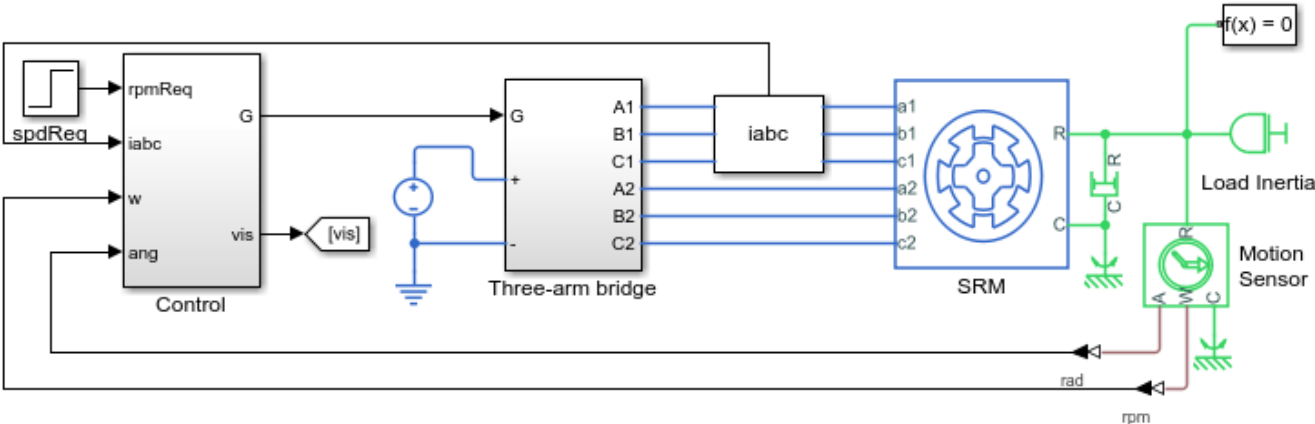 f(x) = 0
spdReq
rpmReq
iabc
w
ang
G
vis
Control
[vis]
G
+
-
A1
B1
C1
A2
B2
C2
Three-arm bridge
iabc
a1
b1
c1
a2
b2
c2
R
C
SRM
R
C
Load Inertia
R
A
W
C
Motion
Sensor
rad
rpm